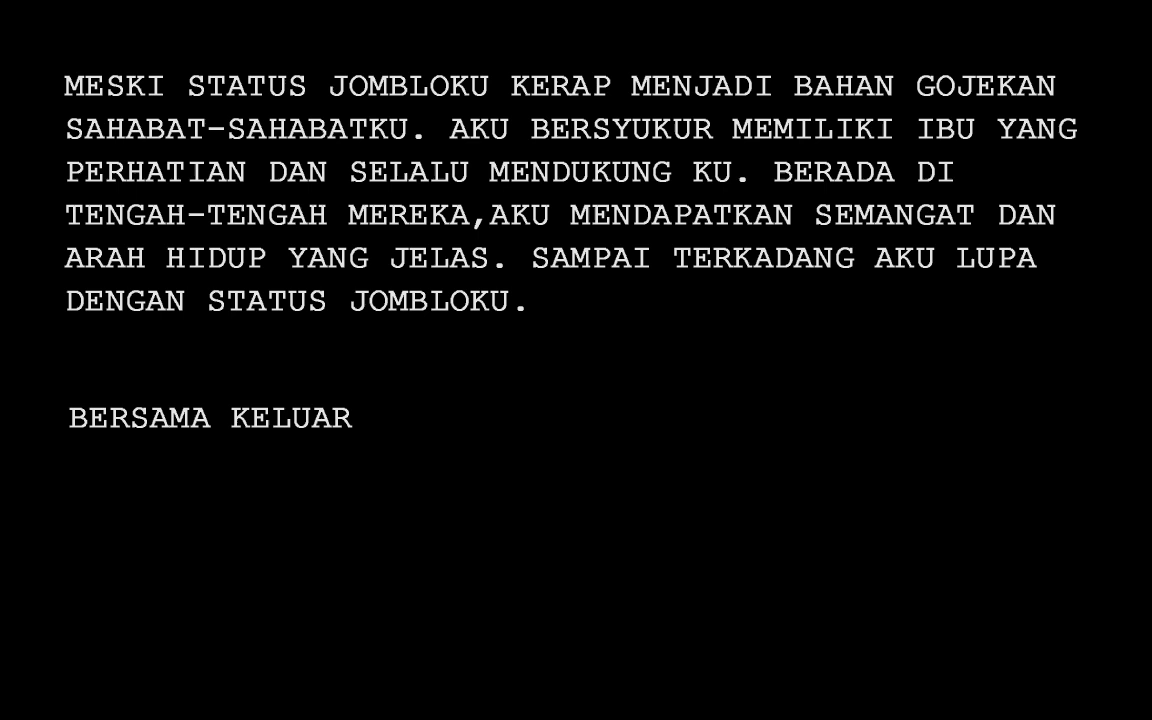 MESKI STATUS JOMBLOKU KERAP MENJADI BAHAN GOJEKAN
SAHABAT-SAHABATKU. AKU BERSYUKUR MEMILIKI IBU YANG
PERHATIAN DAN SELALU MENDUKUNG KU. BERADA DI
TENGAH-TENGAH MEREKA,AKU MENDAPATKAN SEMANGAT DAN
ARAH HIDUP YANG JELAS. SAMPAI TERKADANG AKU LUPA
DENGAN STATUS JOMBLOKU.
BERSAMA KELUAR